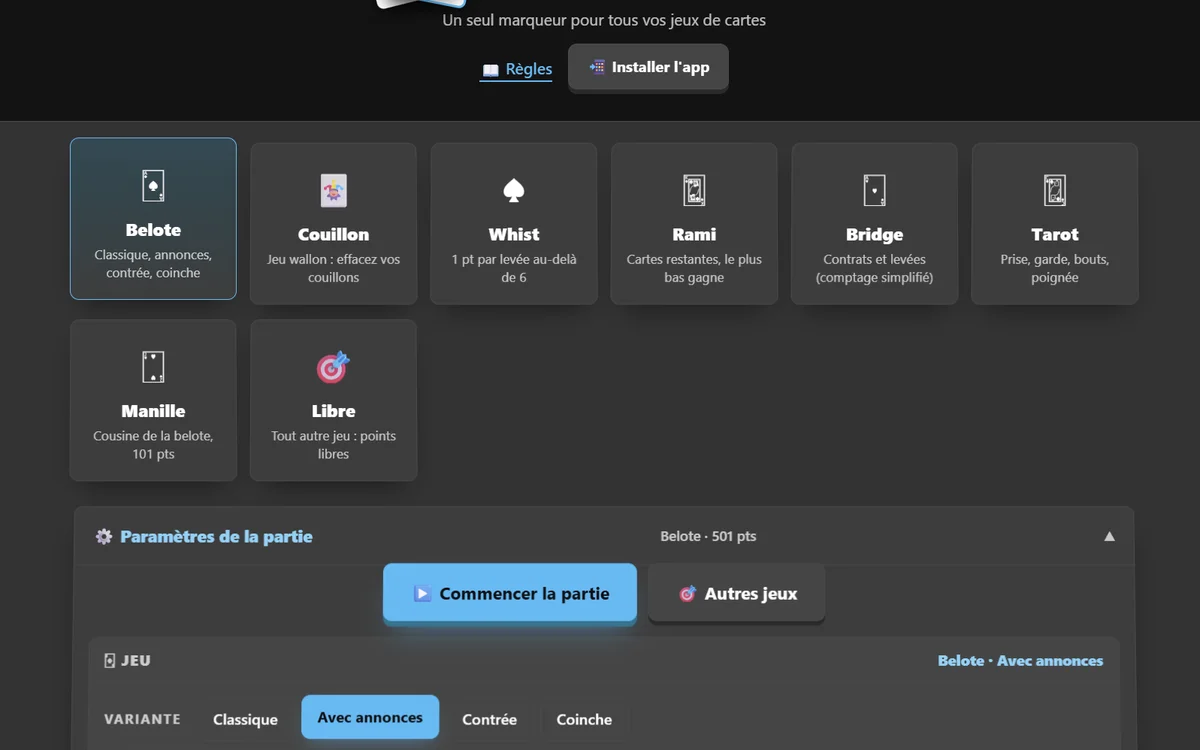 Un seul marqueur pour tous vos jeux de cartes
Règles
Installer l'app
Belote
Classique, annonces,
contrée, coinche
Couillon
Jeu wallon : effacez vos
couillons
Whist
1 pt par levée au-delà
de 6
Rami
Cartes restantes, le plus
bas gagne
Bridge
Contrats et levées
(comptage simplifié)
Tarot
Prise, garde, bouts,
poignée
Manille
Cousine de la belote,
101 pts
Libre
Tout autre jeu : points
libres
Paramètres de la partie
Belote · 501 pts
Commencer la partie
Autres jeux
JEU
Belote · Avec annonces
VARIANTE
Classique
Avec annonces
Contrée
Coinche